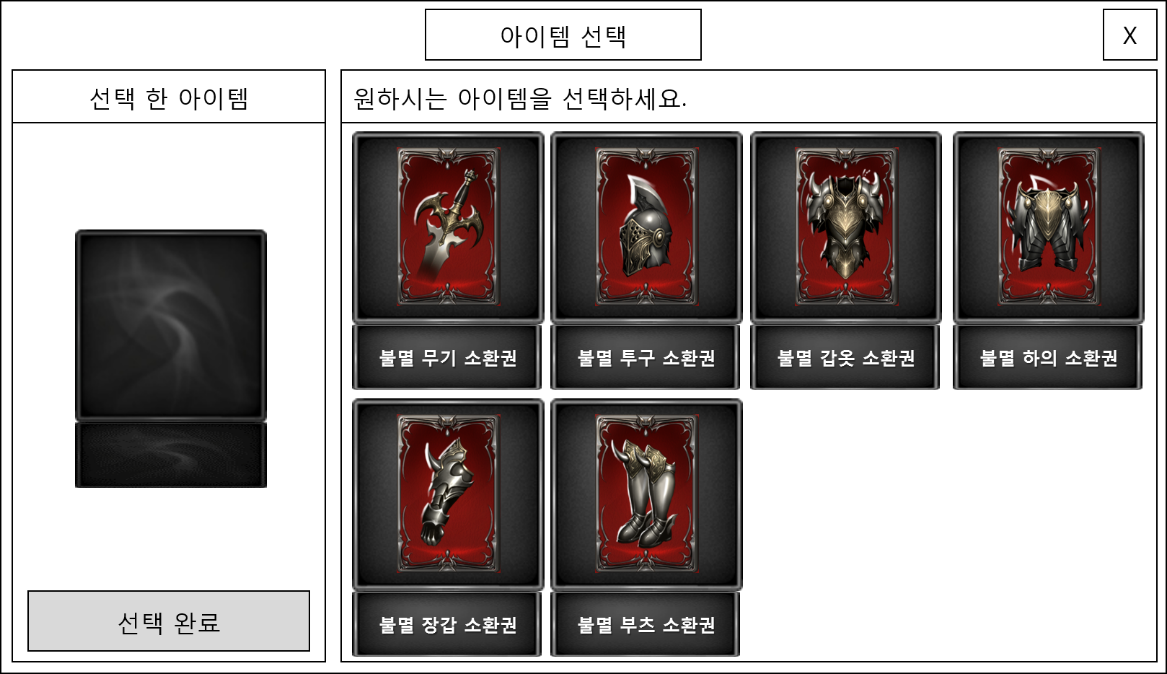 아이템 선택
X
선택 한 아이템
원하시는 아이템을 선택하세요.
불멸 무기 소환권
불멸 투구 소환권
불멸 갑옷 소환권
불멸 하의 소환권
불멸 장갑 소환권
불멸 부츠 소환권
선택 완료